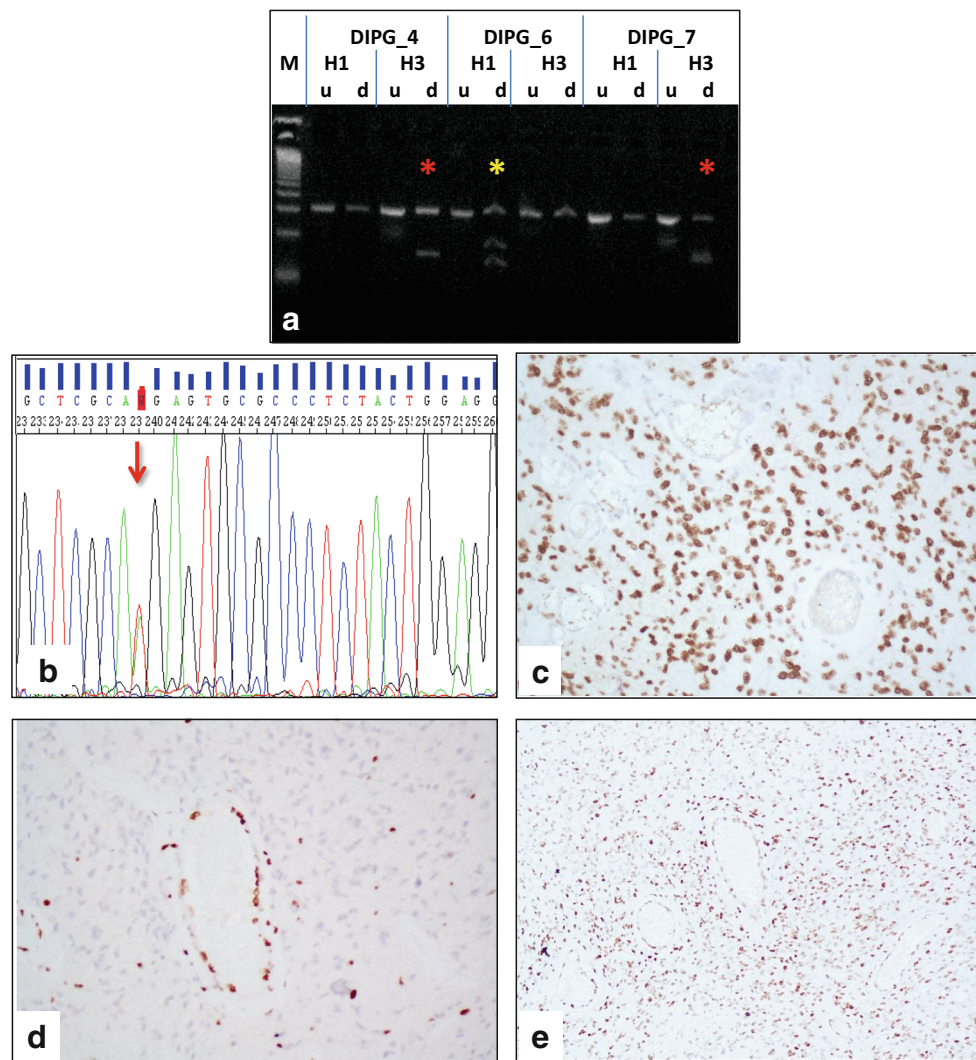 DIPG_4 DIPG_6 DIPG_7
M H1 H3 H1 H3 H1 H3
u d u d u d u d u d u d
* * *
a
G C T C G C A G A G T G C G C C C T C T A C T G G A G G
b
c
d
e